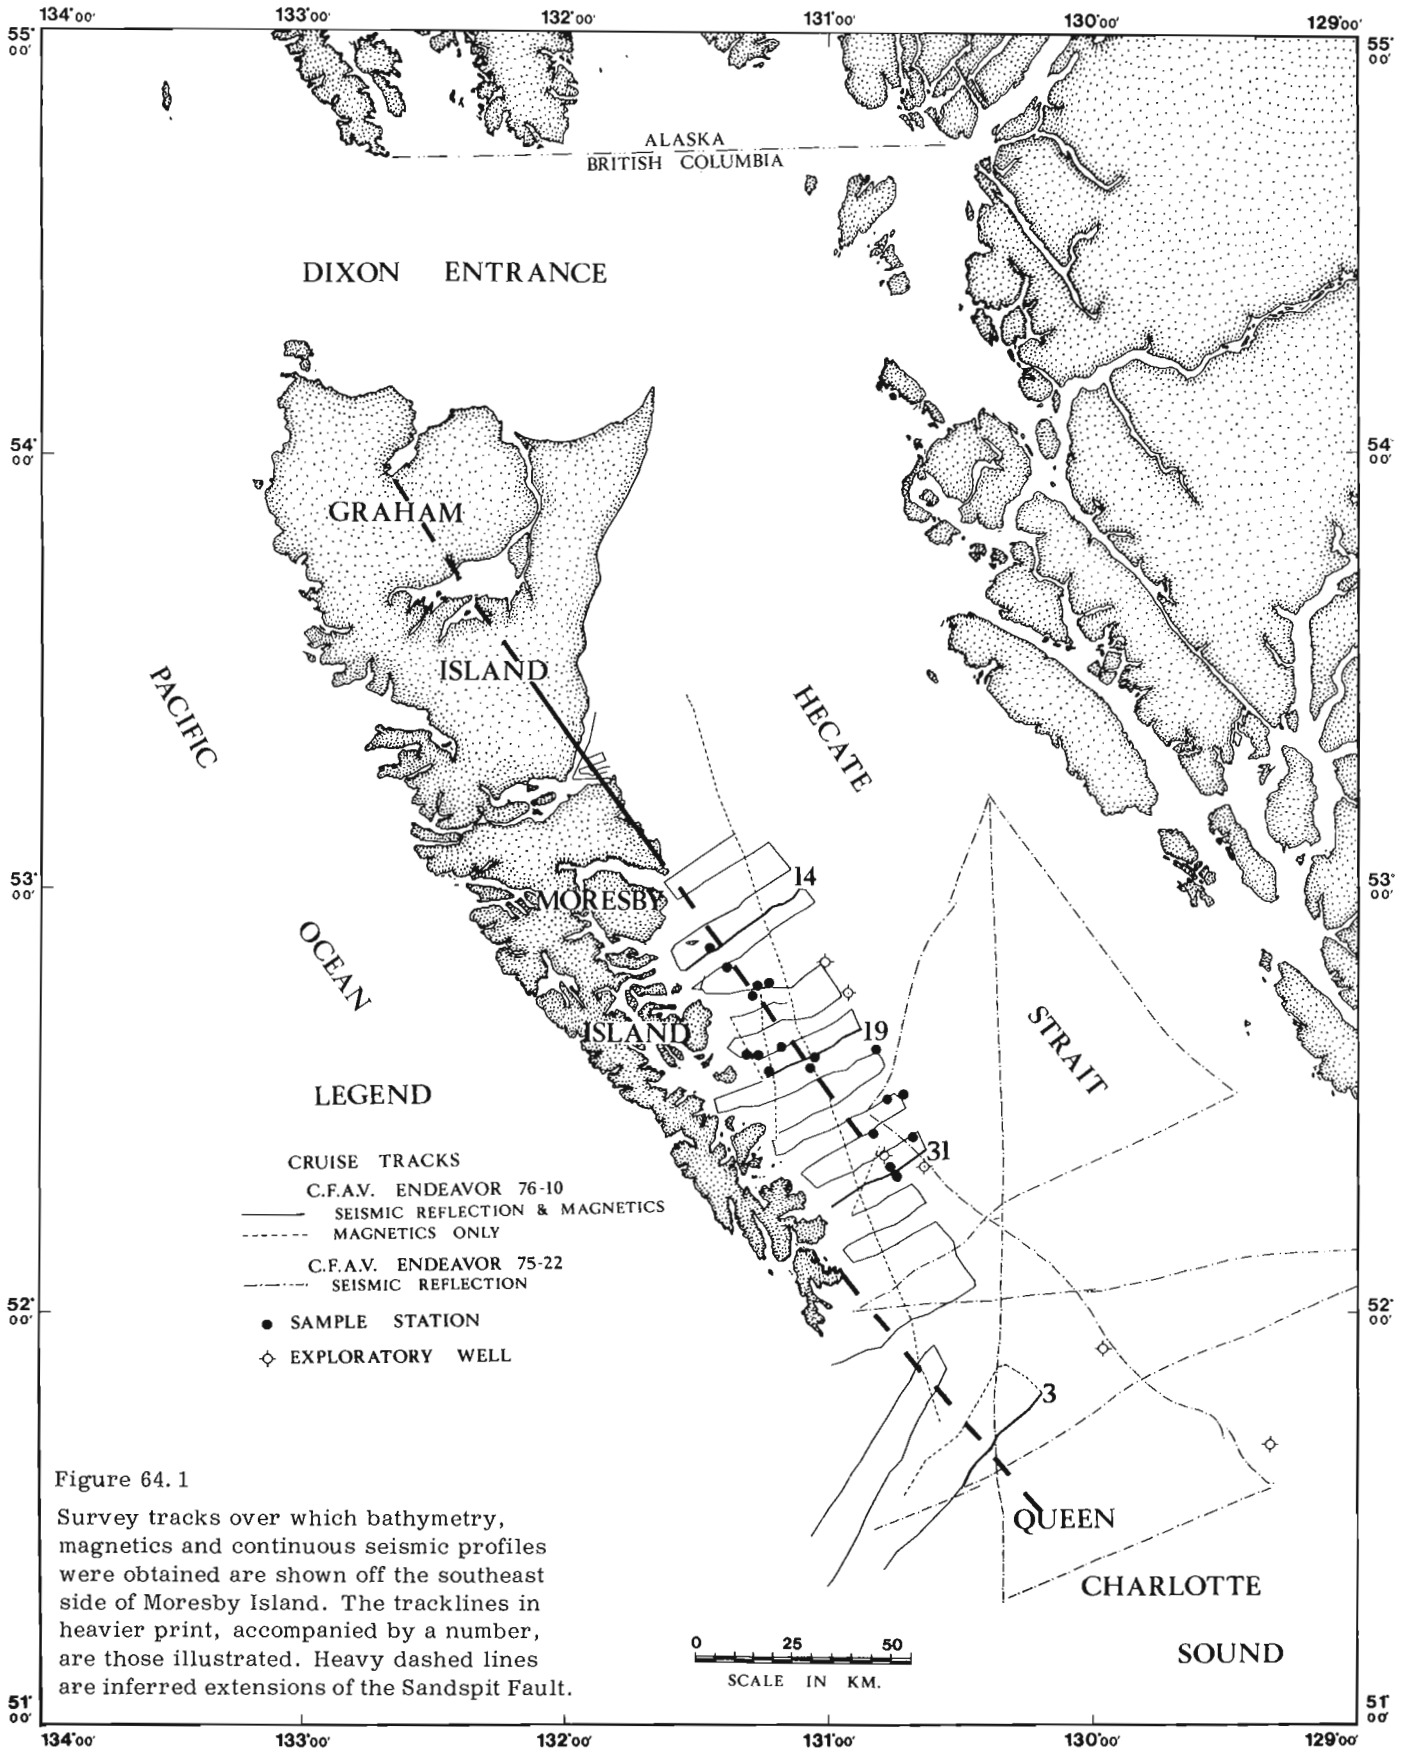 134°00'
133°00'
132°00'
131°00'
130°00'
129°00'
55°
00'
55°
00'
ALASKA
BRITISH COLUMBIA
DIXON ENTRANCE
54°
00'
54°
00'
GRAHAM
ISLAND
PACIFIC
OCEAN
HECATE
STRAIT
53°
00'
53°
00'
MORESBY
ISLAND
14
19
31
3
LEGEND
CRUISE TRACKS
C.F.A.V. ENDEAVOR 76-10
SEISMIC REFLECTION & MAGNETICS
MAGNETICS ONLY
C.F.A.V. ENDEAVOR 75-22
SEISMIC REFLECTION
SAMPLE STATION
EXPLORATORY WELL
52°
00'
52°
00'
QUEEN
CHARLOTTE
SOUND
Figure 64.1
Survey tracks over which bathymetry,
magnetics and continuous seismic profiles
were obtained are shown off the southeast
side of Moresby Island. The tracklines in
heavier print, accompanied by a number,
are those illustrated. Heavy dashed lines
are inferred extensions of the Sandspit Fault.
0 25 50
SCALE IN KM.
51°
00'
51°
00'
134°00'
133°00'
132°00'
131°00'
130°00'
129°00'